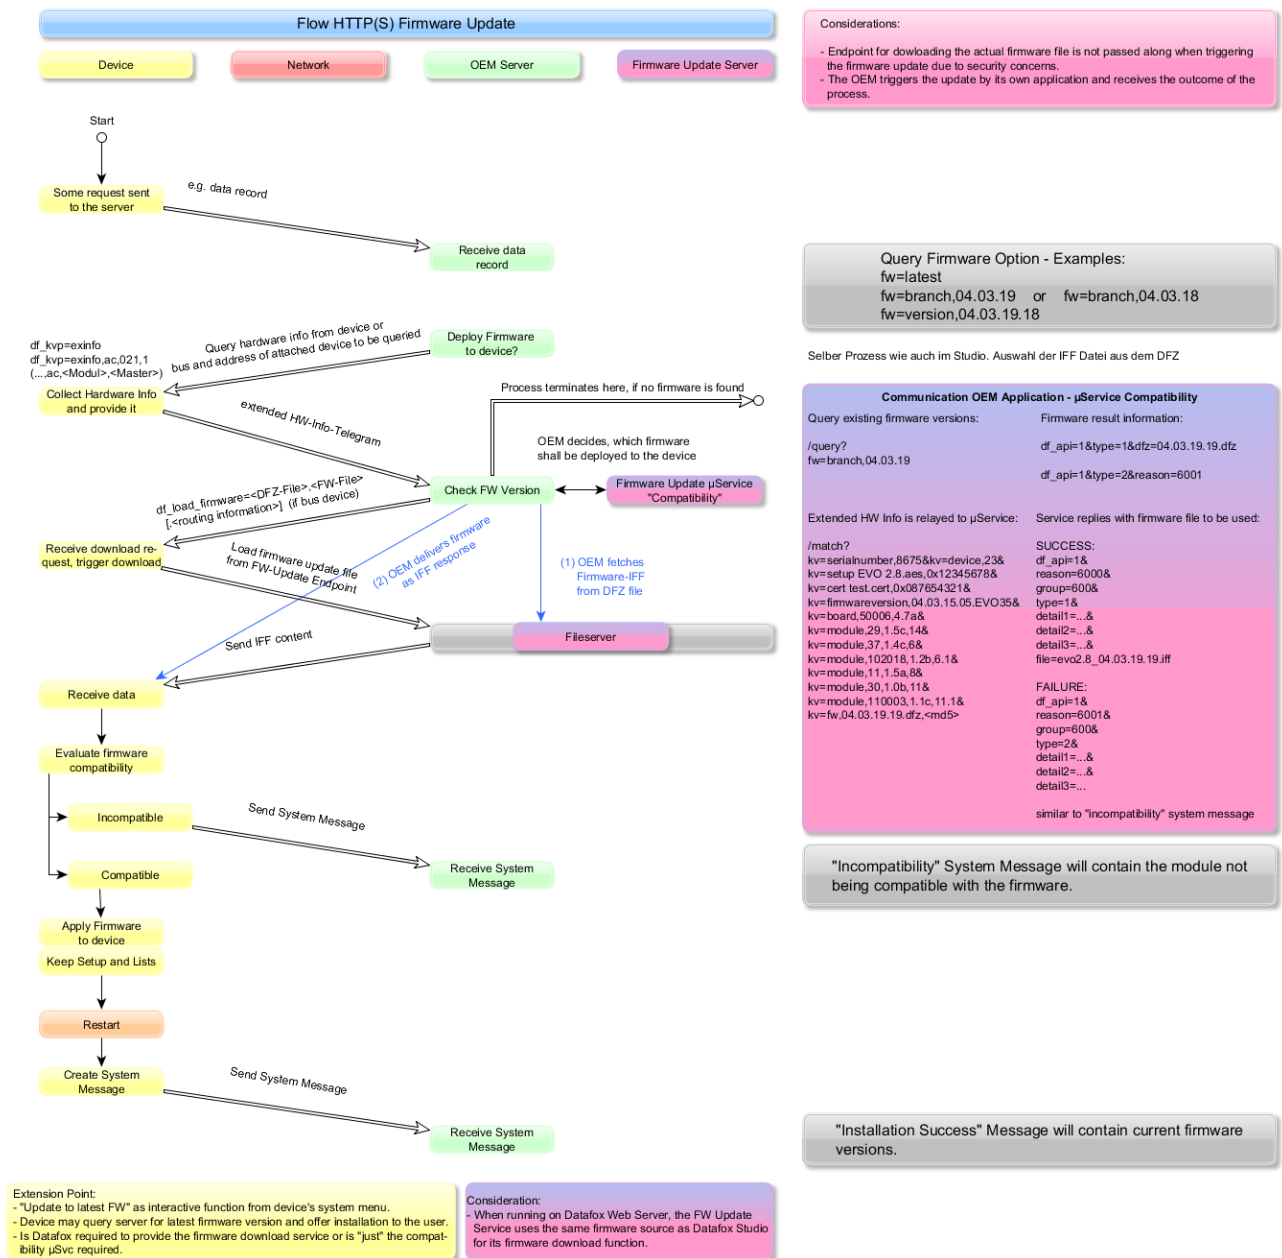 Flow HTTP(S) Firmware Update
Device
Network
OEM Server
Firmware Update Server
Considerations:
- Endpoint for dowloading the actual firmware file is not passed along when triggering
the firmware update due to security concerns.
- The OEM triggers the update by its own application and receives the outcome of the
process.
Start
Some request sent
to the server
e.g. data record
Receive data
record
Query Firmware Option - Examples:
fw=latest
fw=branch,04.03.19 or fw=branch,04.03.18
fw=version,04.03.19.18
Selber Prozess wie auch im Studio. Auswahl der IFF Datei aus dem DFZ
df_kvp=exinfo
df_kvp=exinfo,ac,021,1
(...,ac,<Modul>,<Master>)
Query hardware info from device or
bus and address of attached device to be queried
Deploy Firmware
to device?
Collect Hardware Info
and provide it
extended HW-Info-Telegram
Process terminates here, if no firmware is found
OEM decides, which firmware
shall be deployed to the device
Check FW Version
Firmware Update µService
"Compatibility"
df_load_firmware=<DFZ-File>,<FW-File>
[,<routing information>] (if bus device)
Receive download re-
quest, trigger download
Load firmware update file
from FW-Update Endpoint
(2) OEM delivers firmware
as IFF response
(1) OEM fetches
Firmware-IFF
from DFZ file
Fileserver
Send IFF content
Receive data
Evaluate firmware
compatibility
Incompatible
Send System Message
Receive System
Message
Compatible
Apply Firmware
to device
Keep Setup and Lists
Restart
Create System
Message
Send System Message
Receive System
Message
Communication OEM Application - µService Compatibility
Query existing firmware versions:
/query?
fw=branch,04.03.19
Firmware result information:
df_api=1&type=1&dfz=04.03.19.19.dfz
df_api=1&type=2&reason=6001
Extended HW Info is relayed to µService:
/match?
kv=serialnumber,8675&kv=device,23&
kv=setup EVO 2.8.aes,0x12345678&
kv=cert test.cert,0x087654321&
kv=firmwareversion,04.03.15.05.EVO35&
kv=board,50006,4.7a&
kv=module,29,1.5c,14&
kv=module,37,1.4c,6&
kv=module,102018,1.2b,6.1&
kv=module,11,1.5a,8&
kv=module,30,1.0b,11&
kv=module,110003,1.1c,11.1&
kv=fw,04.03.19.19.dfz,<md5>
Service replies with firmware file to be used:
SUCCESS:
df_api=1&
reason=6000&
group=600&
type=1&
detail1=...&
detail2=...&
detail3=...&
file=evo2.8_04.03.19.19.iff
FAILURE:
df_api=1&
reason=6001&
group=600&
type=2&
detail1=...&
detail2=...&
detail3=...
similar to "incompatibility" system message
"Incompatibility" System Message will contain the module not
being compatible with the firmware.
"Installation Success" Message will contain current firmware
versions.
Extension Point:
- "Update to latest FW" as interactive function from device's system menu.
- Device may query server for latest firmware version and offer installation to the user.
- Is Datafox required to provide the firmware download service or is "just" the compat-
ibility µSvc required.
Consideration:
- When running on Datafox Web Server, the FW Update
Service uses the same firmware source as Datafox Studio
for its firmware download function.